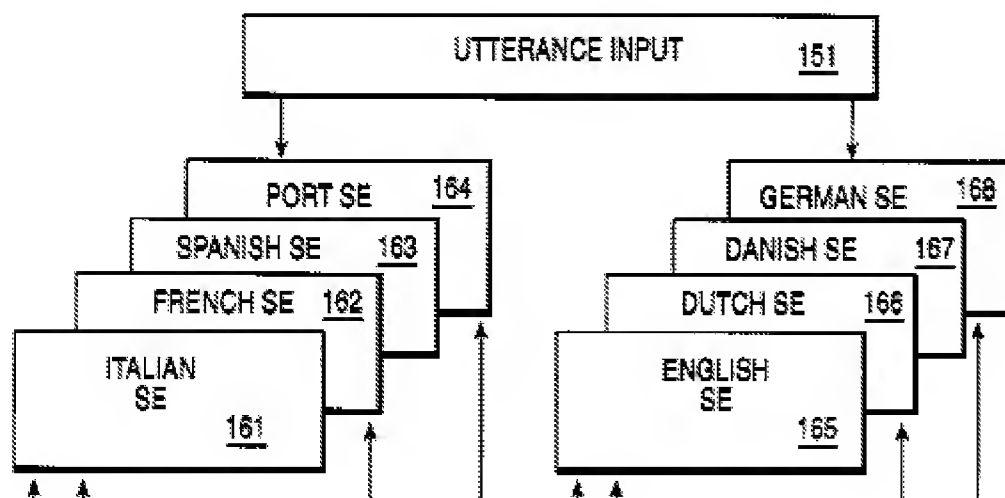 UTTERANCE INPUT 151
PORT SE 164
SPANISH SE 163
FRENCH SE 162
ITALIAN
SE
161
GERMAN SE 168
DANISH SE 167
DUTCH SE 166
ENGLISH
SE
165